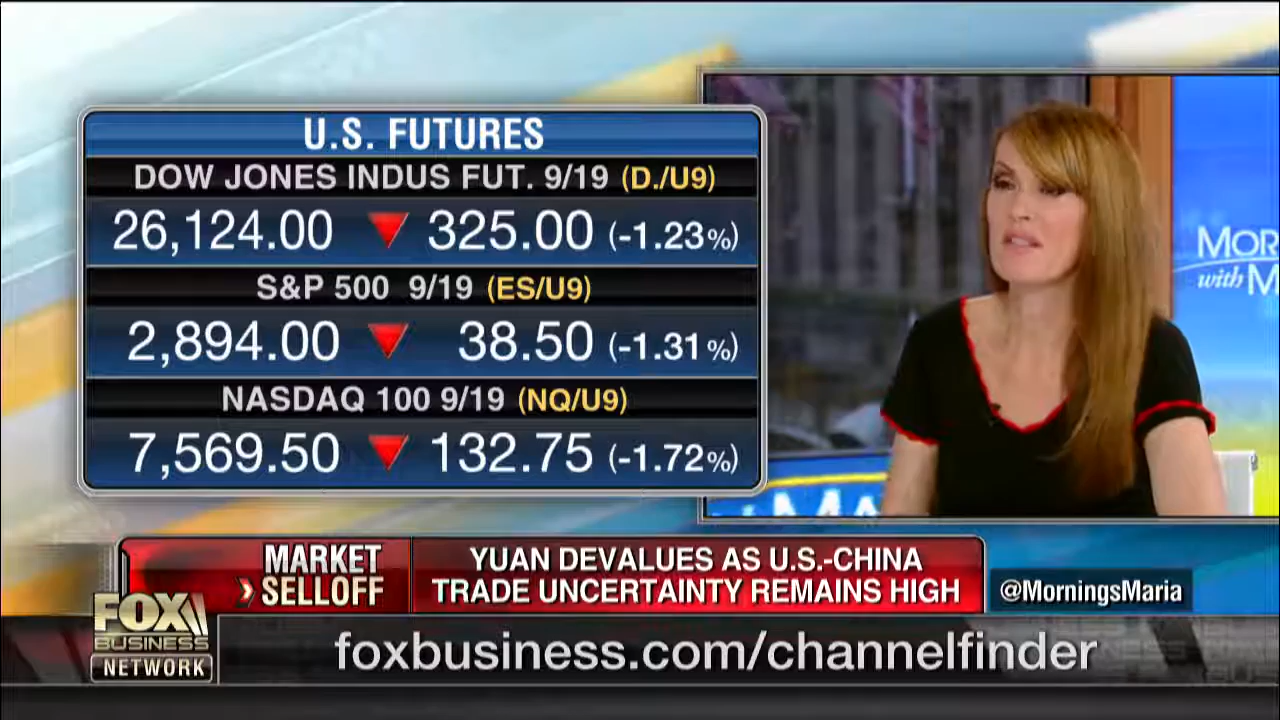 U.S. FUTURES
DOW JONES INDUS FUT. 9/19 (D./U9)
26,124.00 ▼ 325.00 (-1.23%)
S&P 500 9/19 (ES/U9)
2,894.00 ▼ 38.50 (-1.31%)
NASDAQ 100 9/19 (NQ/U9)
7,569.50 ▼ 132.75 (-1.72%)
MOR
with M
MA
MARKET
SELLOFF
YUAN DEVALUES AS U.S.-CHINA
TRADE UNCERTAINTY REMAINS HIGH
@MorningsMaria
FOX
BUSINESS
NETWORK
foxbusiness.com/channelfinder